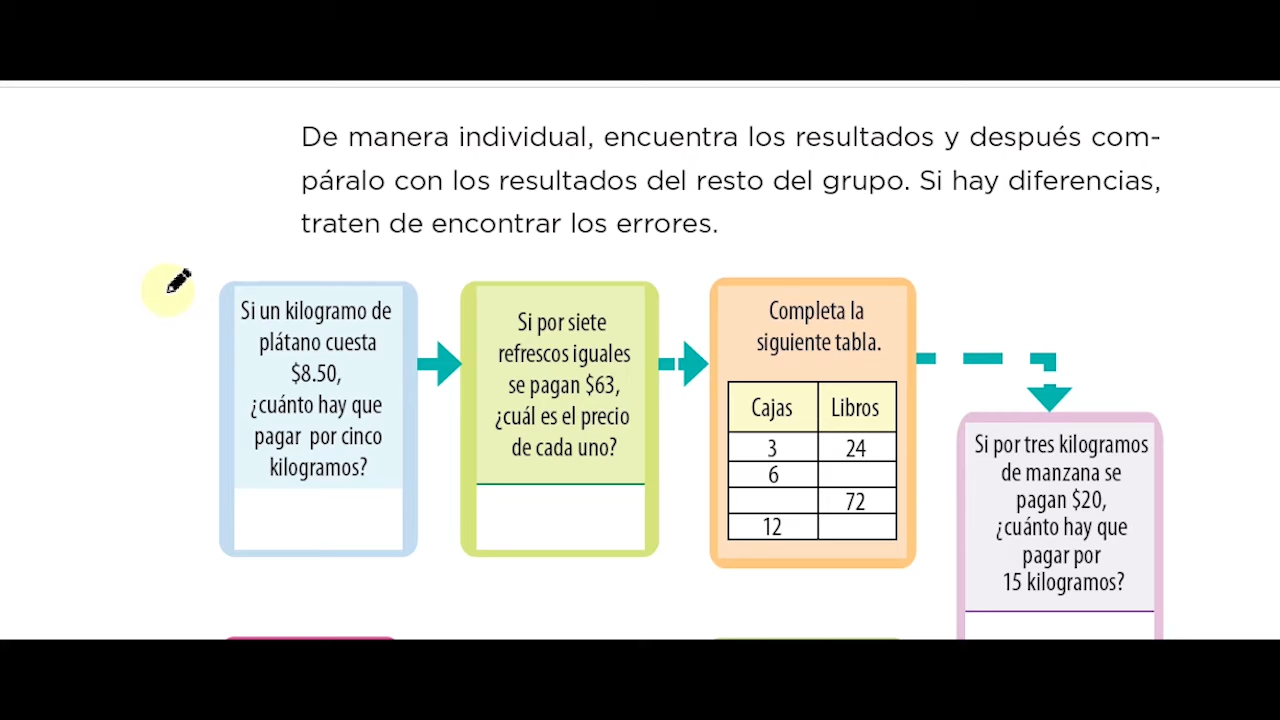 De manera individual, encuentra los resultados y después com-
páralo con los resultados del resto del grupo. Si hay diferencias,
traten de encontrar los errores.
Si un kilogramo de
plátano cuesta
$8.50,
¿cuánto hay que
pagar por cinco
kilogramos?
Si por siete
refrescos iguales
se pagan $63,
¿cuál es el precio
de cada uno?
Completa la
siguiente tabla.
Cajas Libros
3 24
6
72
12
Si por tres kilogramos
de manzana se
pagan $20,
¿cuánto hay que
pagar por
15 kilogramos?